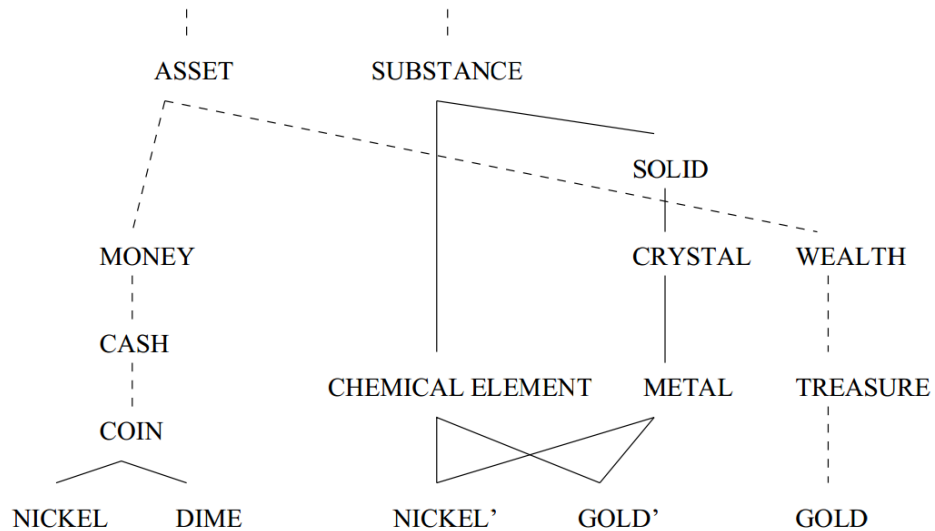 ASSET SUBSTANCE
SOLID
MONEY CRYSTAL WEALTH
CASH
CHEMICAL ELEMENT METAL TREASURE
COIN
NICKEL DIME NICKEL’ GOLD’ GOLD